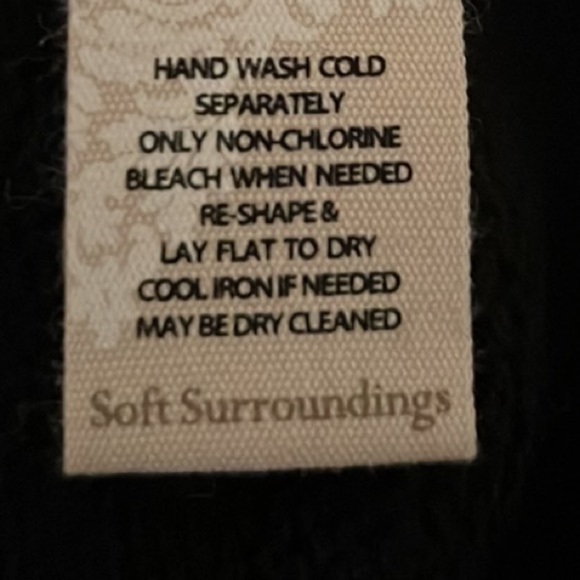 HAND WASH COLD
SEPARATELY
ONLY NON-CHLORINE
BLEACH WHEN NEEDED
RE-SHAPE &
LAY FLAT TO DRY
COOL IRON IF NEEDED
MAY BE DRY CLEANED
Soft Surroundings